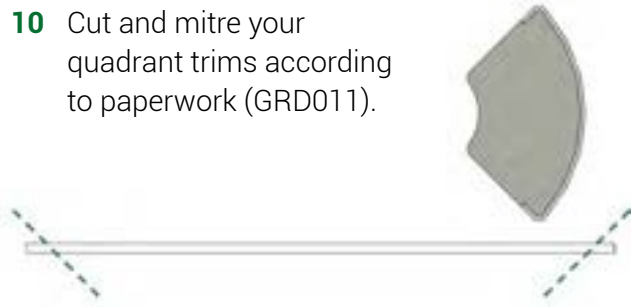 10 Cut and mitre your
quadrant trims according
to paperwork (GRD011).